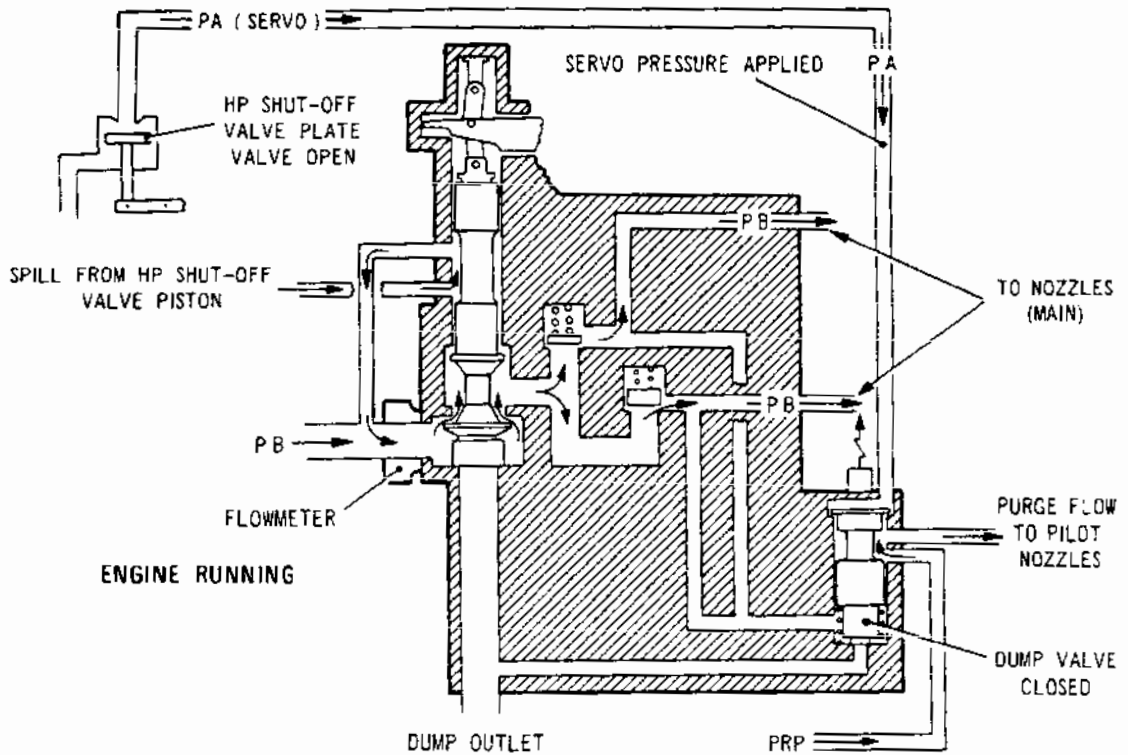 PA (SERVO)
SERVO PRESSURE APPLIED
PA
HP SHUT-OFF
VALVE PLATE
VALVE OPEN
PB
SPILL FROM HP SHUT-OFF
VALVE PISTON
TO NOZZLES
(MAIN)
PB
PB
FLOWMETER
PURGE FLOW
TO PILOT
NOZZLES
ENGINE RUNNING
DUMP VALVE
CLOSED
DUMP OUTLET
PRP